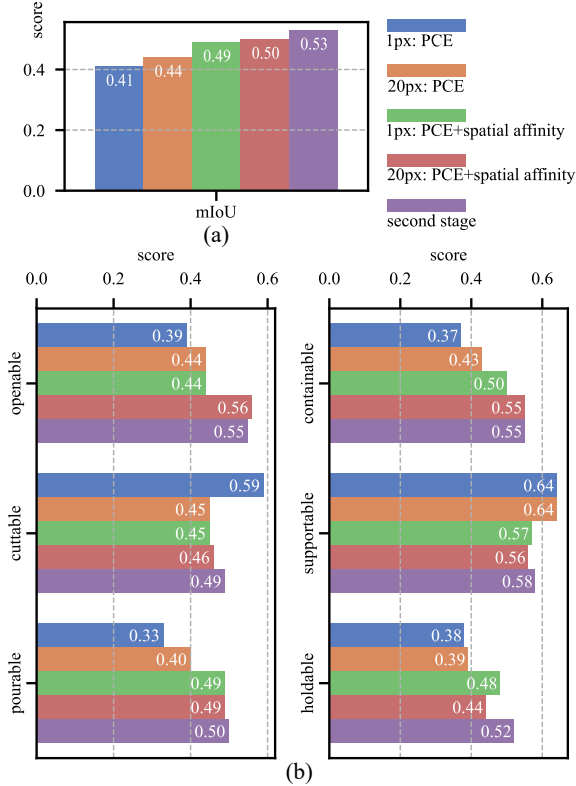 score
0.4
0.2
0.0
0.41
0.44
0.49
0.50
0.53
mIoU
(a)
1px: PCE
20px: PCE
1px: PCE+spatial affinity
20px: PCE+spatial affinity
second stage
score
0.0 0.2 0.4 0.6
openable
0.39
0.44
0.44
0.56
0.55
cuttable
0.59
0.45
0.45
0.46
0.49
pourable
0.33
0.40
0.49
0.49
0.50
score
0.0 0.2 0.4 0.6
containable
0.37
0.43
0.50
0.55
0.55
supportable
0.64
0.64
0.57
0.56
0.58
holdable
0.38
0.39
0.48
0.44
0.52
(b)